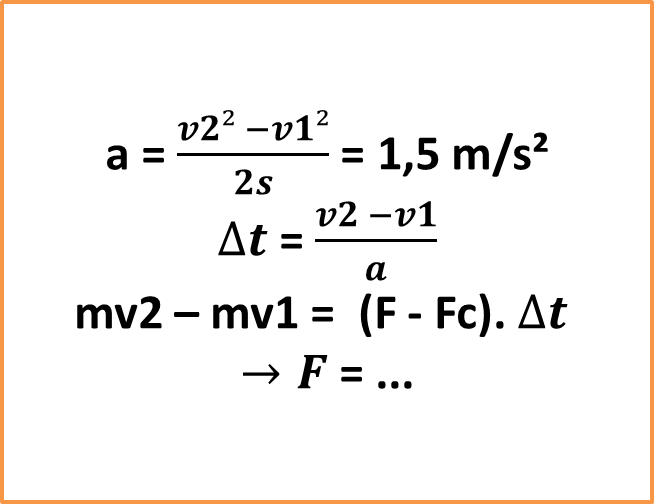 a = (v2² − v1²) / 2s = 1,5 m/s²
Δt = (v2 − v1) / a
mv2 – mv1 = (F - Fc). Δt
→ F = ...